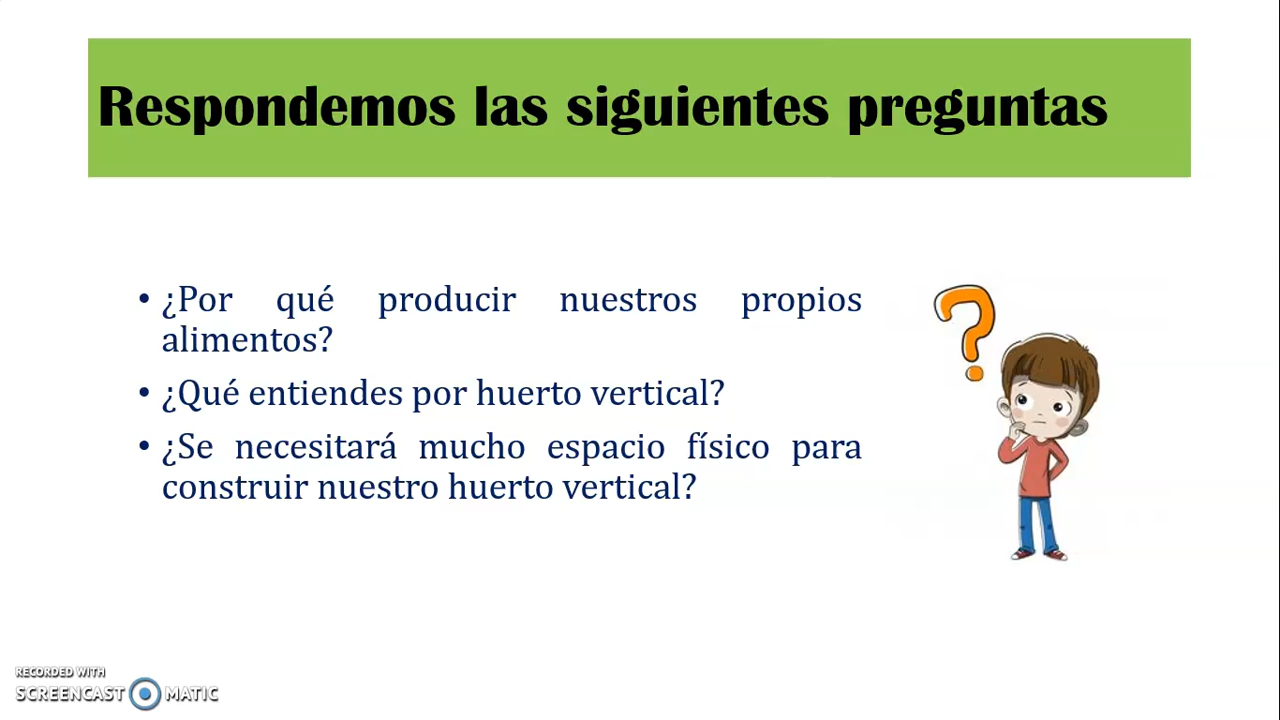 Respondemos las siguientes preguntas
• ¿Por qué producir nuestros propios
alimentos?
• ¿Qué entiendes por huerto vertical?
• ¿Se necesitará mucho espacio físico para
construir nuestro huerto vertical?
?
RECORDED WITH
SCREENCAST MATIC